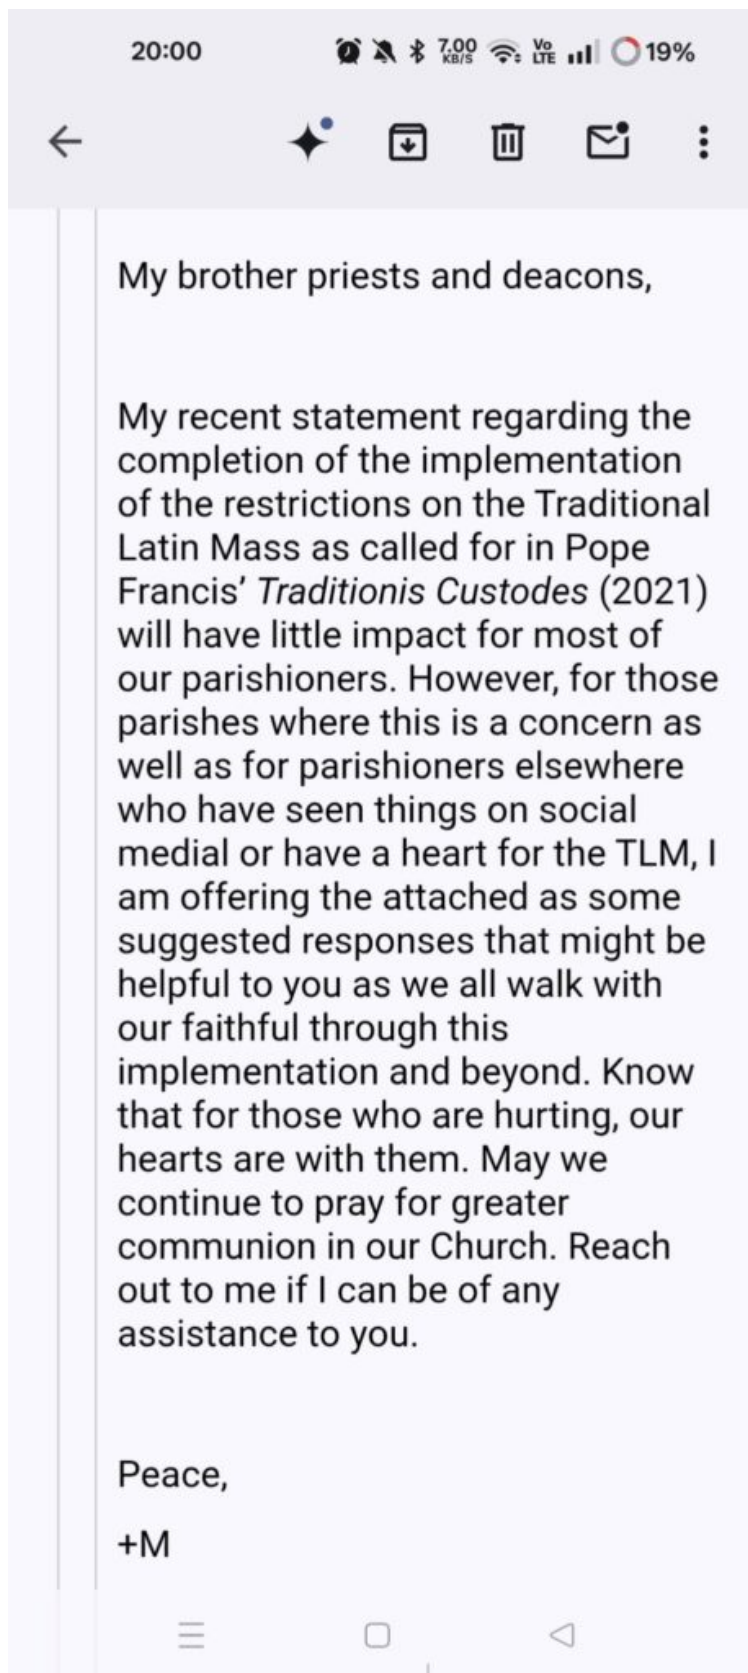 20:00 7.00 KB/S Vo LTE 19%
My brother priests and deacons,
My recent statement regarding the
completion of the implementation
of the restrictions on the Traditional
Latin Mass as called for in Pope
Francis’ Traditionis Custodes (2021)
will have little impact for most of
our parishioners. However, for those
parishes where this is a concern as
well as for parishioners elsewhere
who have seen things on social
medial or have a heart for the TLM, I
am offering the attached as some
suggested responses that might be
helpful to you as we all walk with
our faithful through this
implementation and beyond. Know
that for those who are hurting, our
hearts are with them. May we
continue to pray for greater
communion in our Church. Reach
out to me if I can be of any
assistance to you.
Peace,
+M